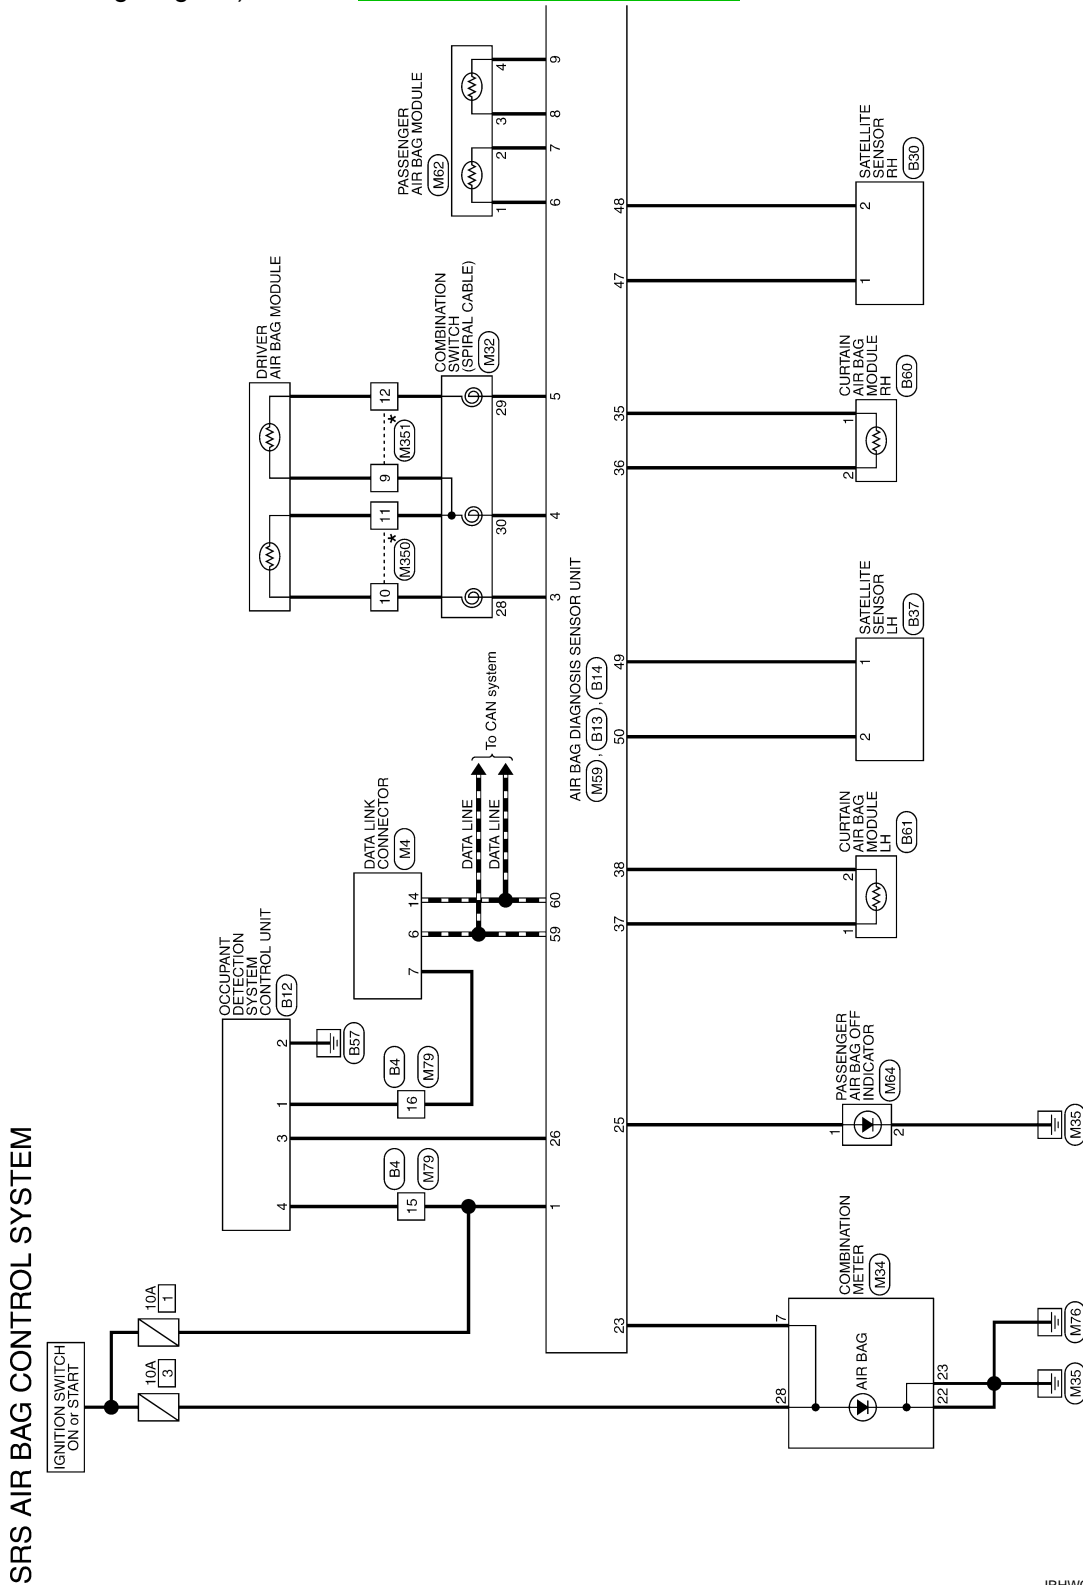 SRS AIR BAG CONTROL SYSTEM
IGNITION SWITCH
ON or START
10A
3
10A
1
OCCUPANT
DETECTION
SYSTEM
CONTROL UNIT
B12
4
3
1
2
B57
15
B4
M79
16
B4
M79
DATA LINK
CONNECTOR
M4
7
6
14
DATA LINE
DATA LINE
To CAN system
DRIVER
AIR BAG MODULE
10
11
9
12
M350
*
M351
*
COMBINATION
SWITCH
(SPIRAL CABLE)
M32
28
30
29
PASSENGER
AIR BAG MODULE
M62
1
2
3
4
1
26
59
60
3
4
5
6
7
8
9
AIR BAG DIAGNOSIS SENSOR UNIT
M59 , B13 , B14
23
25
37
38
50
49
36
35
47
48
COMBINATION
METER
M34
28
7
AIR BAG
22
23
M35
M76
PASSENGER
AIR BAG OFF
INDICATOR
M64
1
2
M35
CURTAIN
AIR BAG
MODULE
LH
B61
1
2
SATELLITE
SENSOR
LH
B37
2
1
CURTAIN
AIR BAG
MODULE
RH
B60
2
1
SATELLITE
SENSOR
RH
B30
1
2